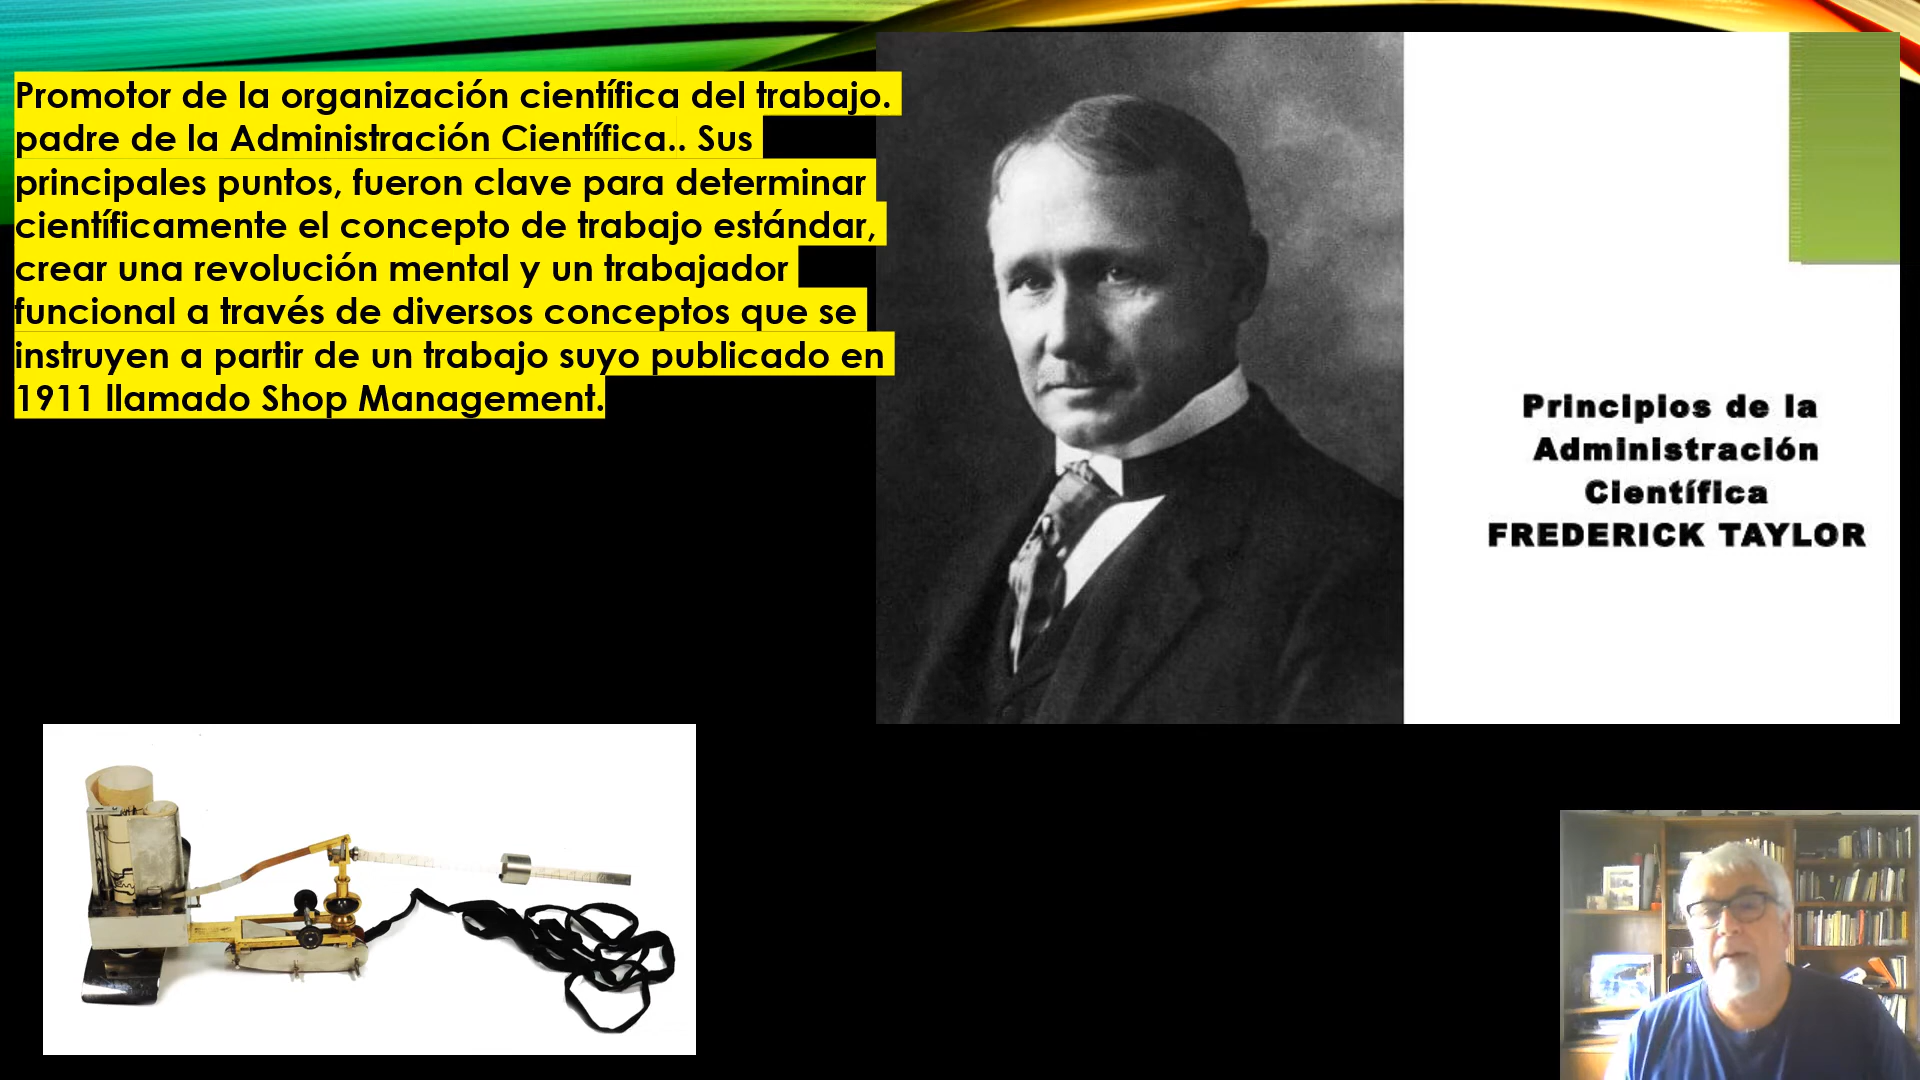 Promotor de la organización científica del trabajo.
padre de la Administración Científica.. Sus
principales puntos, fueron clave para determinar
científicamente el concepto de trabajo estándar,
crear una revolución mental y un trabajador
funcional a través de diversos conceptos que se
instruyen a partir de un trabajo suyo publicado en
1911 llamado Shop Management.
Principios de la
Administración
Científica
FREDERICK TAYLOR